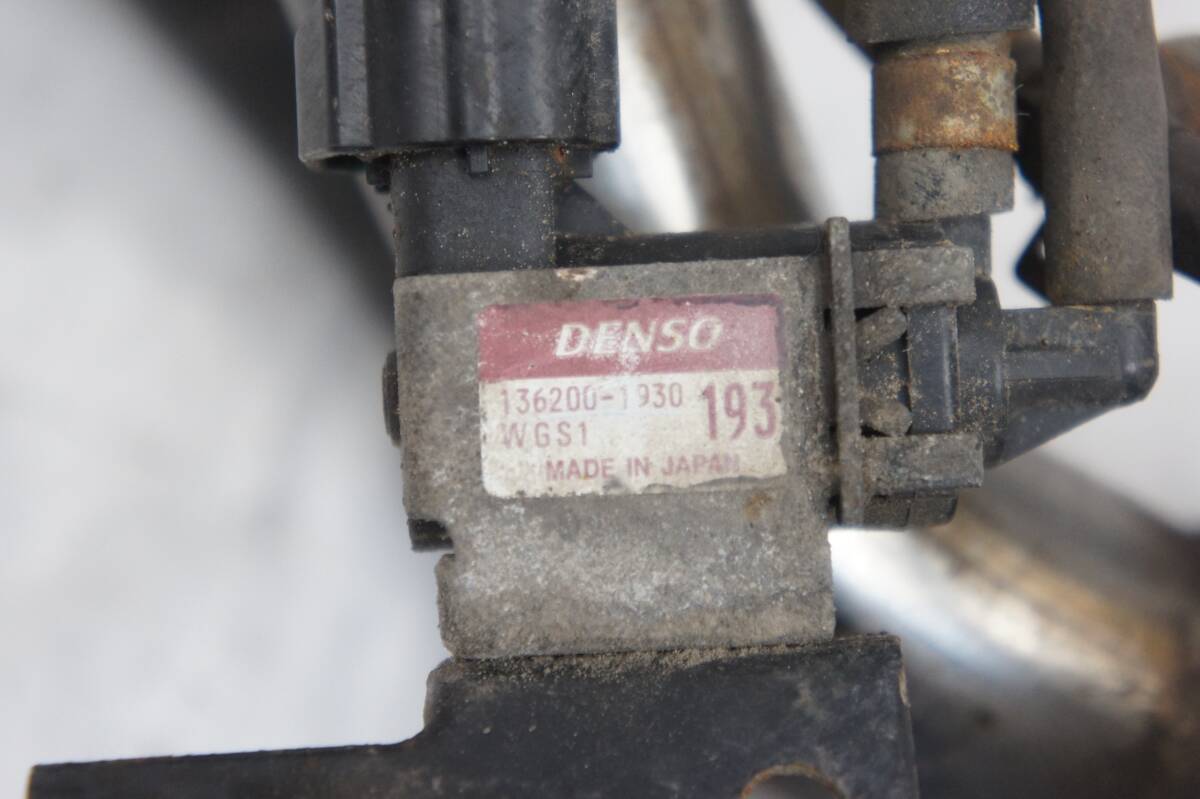 DENSO
136200-1930 193
WGS1
MADE IN JAPAN